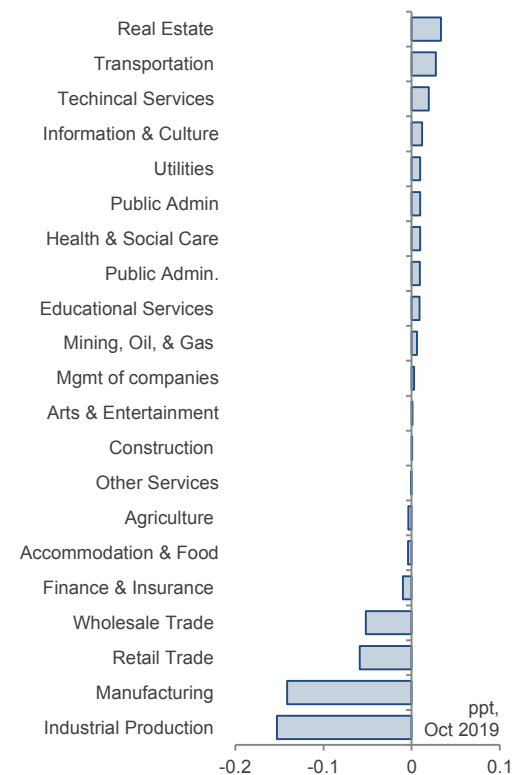 Real Estate
Transportation
Techincal Services
Information & Culture
Utilities
Public Admin
Health & Social Care
Public Admin.
Educational Services
Mining, Oil, & Gas
Mgmt of companies
Arts & Entertainment
Construction
Other Services
Agriculture
Accommodation & Food
Finance & Insurance
Wholesale Trade
Retail Trade
Manufacturing
Industrial Production
ppt,
Oct 2019
-0.2 -0.1 0 0.1